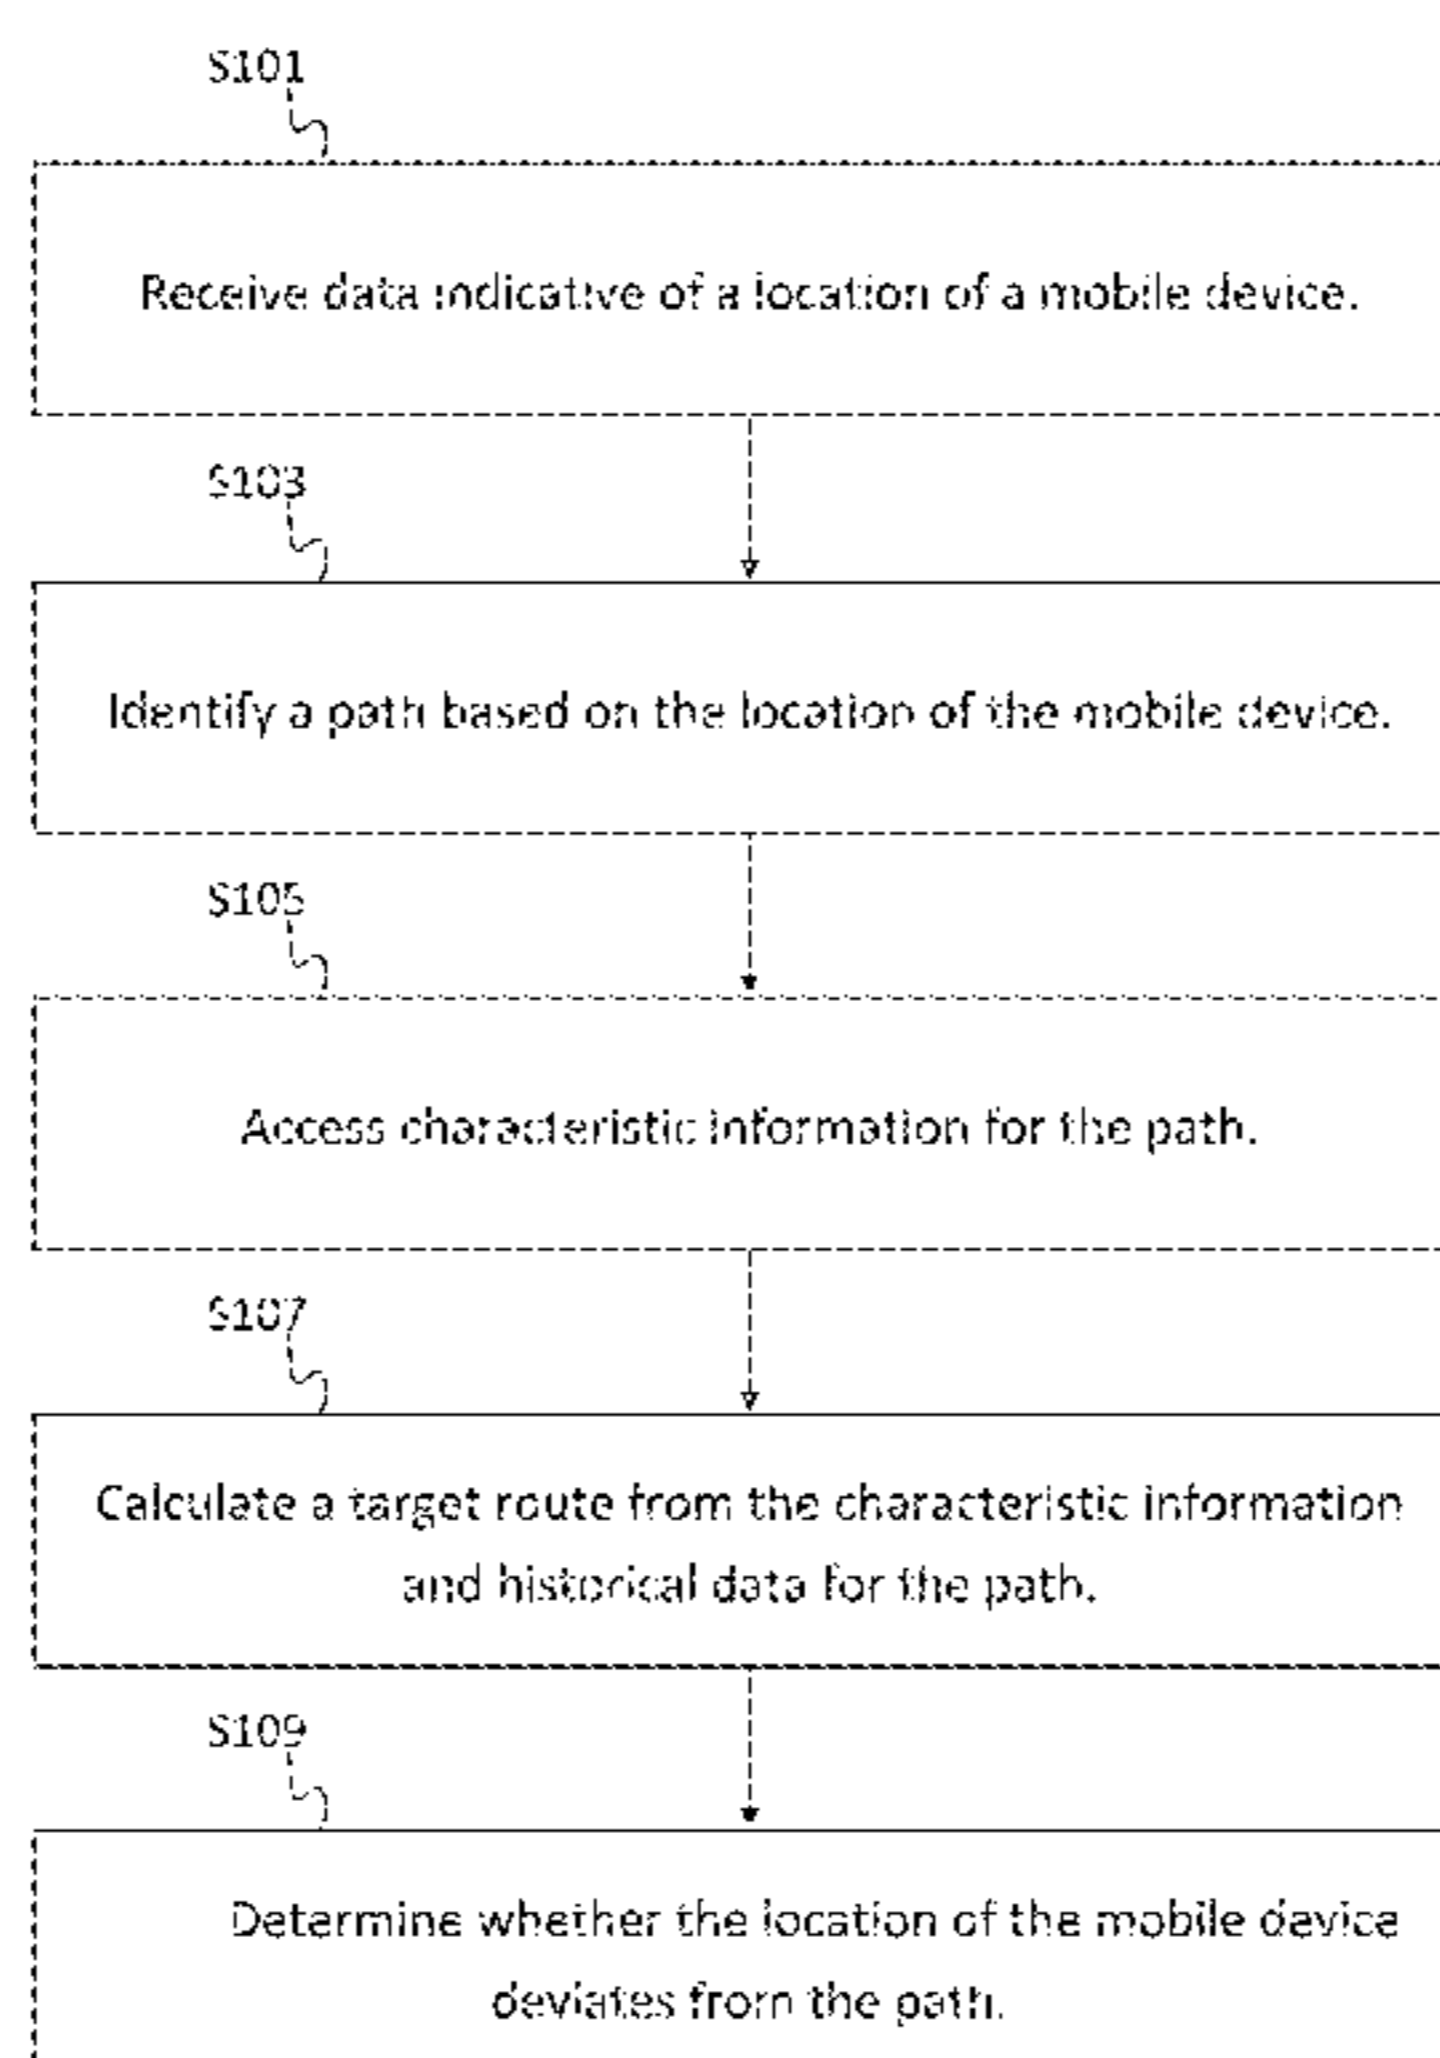 S101
Receive data indicative of a location of a mobile device.
S103
Identify a path based on the location of the mobile device.
S105
Access characteristic information for the path.
S107
Calculate a target route from the characteristic information
and historical data for the path.
S109
Determine whether the location of the mobile device
deviates from the path.